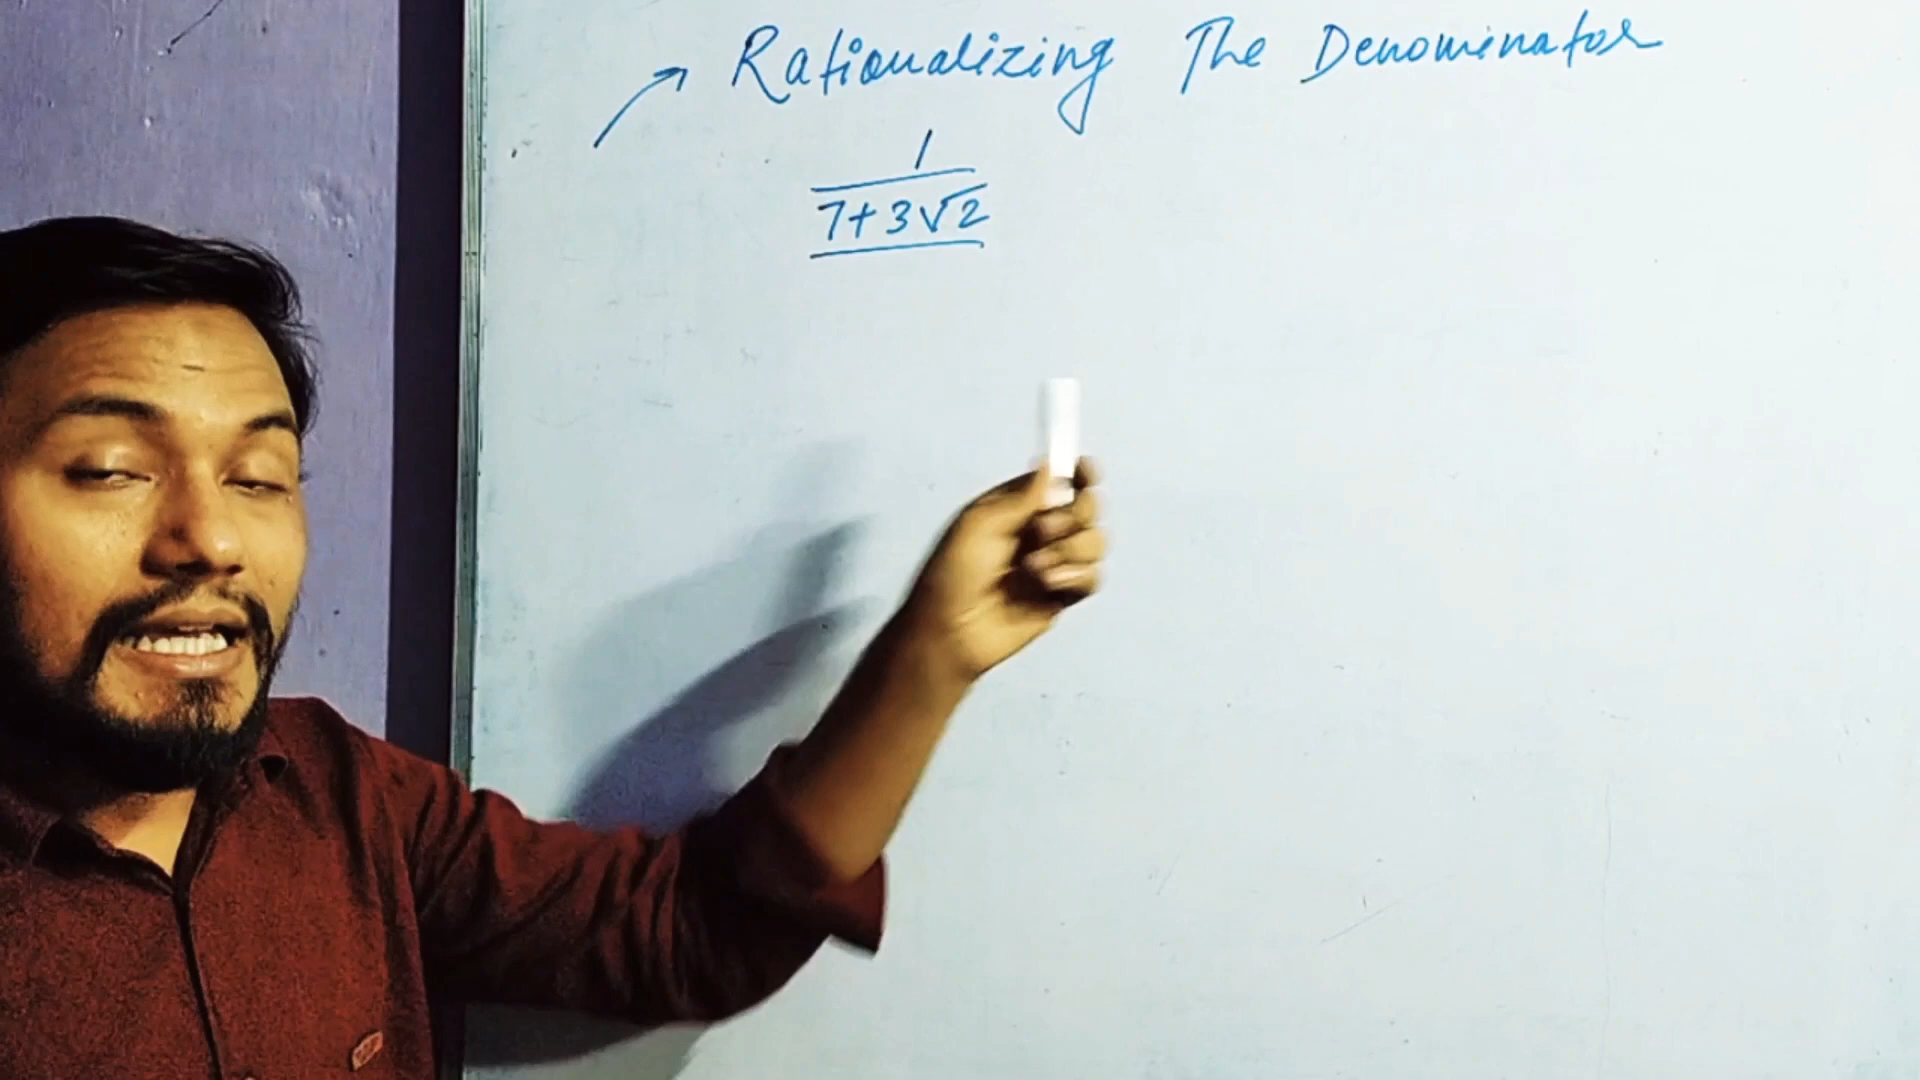 Rationalizing The Denominator
1
7+3√2